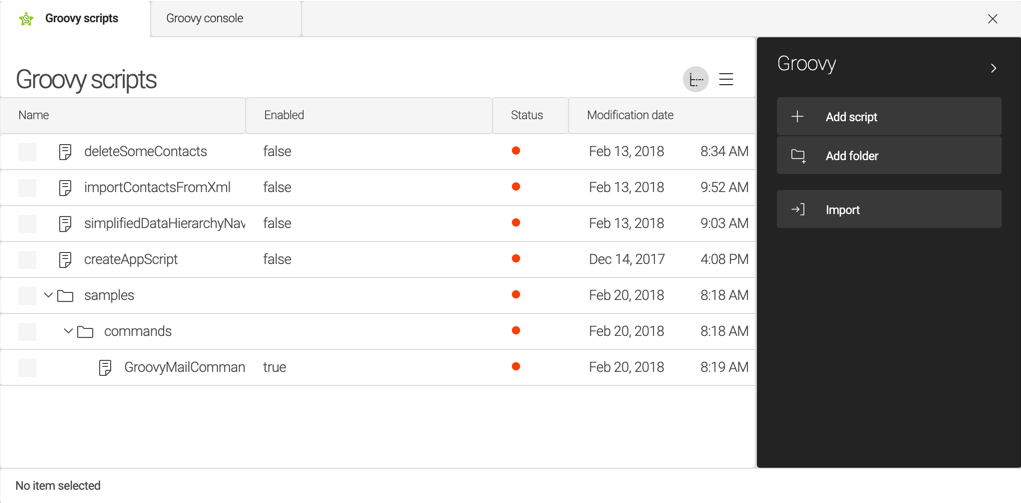 Groovy scripts
Groovy console
Groovy scripts
Name Enabled Status Modification date
deleteSomeContacts false Feb 13, 2018 8:34 AM
importContactsFromXml false Feb 13, 2018 9:52 AM
simplifiedDataHierarchyNav false Feb 13, 2018 9:03 AM
createAppScript false Dec 14, 2017 4:08 PM
samples Feb 20, 2018 8:18 AM
commands Feb 20, 2018 8:18 AM
GroovyMailComman true Feb 20, 2018 8:19 AM
Groovy
Add script
Add folder
Import
No item selected